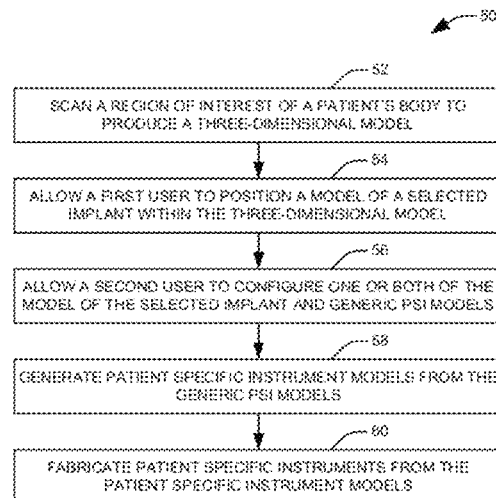 50
52
SCAN A REGION OF INTEREST OF A PATIENT'S BODY TO
PRODUCE A THREE-DIMENSIONAL MODEL
54
ALLOW A FIRST USER TO POSITION A MODEL OF A SELECTED
IMPLANT WITHIN THE THREE-DIMENSIONAL MODEL
56
ALLOW A SECOND USER TO CONFIGURE ONE OR BOTH OF THE
MODEL OF THE SELECTED IMPLANT AND GENERIC PSI MODELS
58
GENERATE PATIENT SPECIFIC INSTRUMENT MODELS FROM THE
GENERIC PSI MODELS
60
FABRICATE PATIENT SPECIFIC INSTRUMENTS FROM THE
PATIENT SPECIFIC INSTRUMENT MODELS